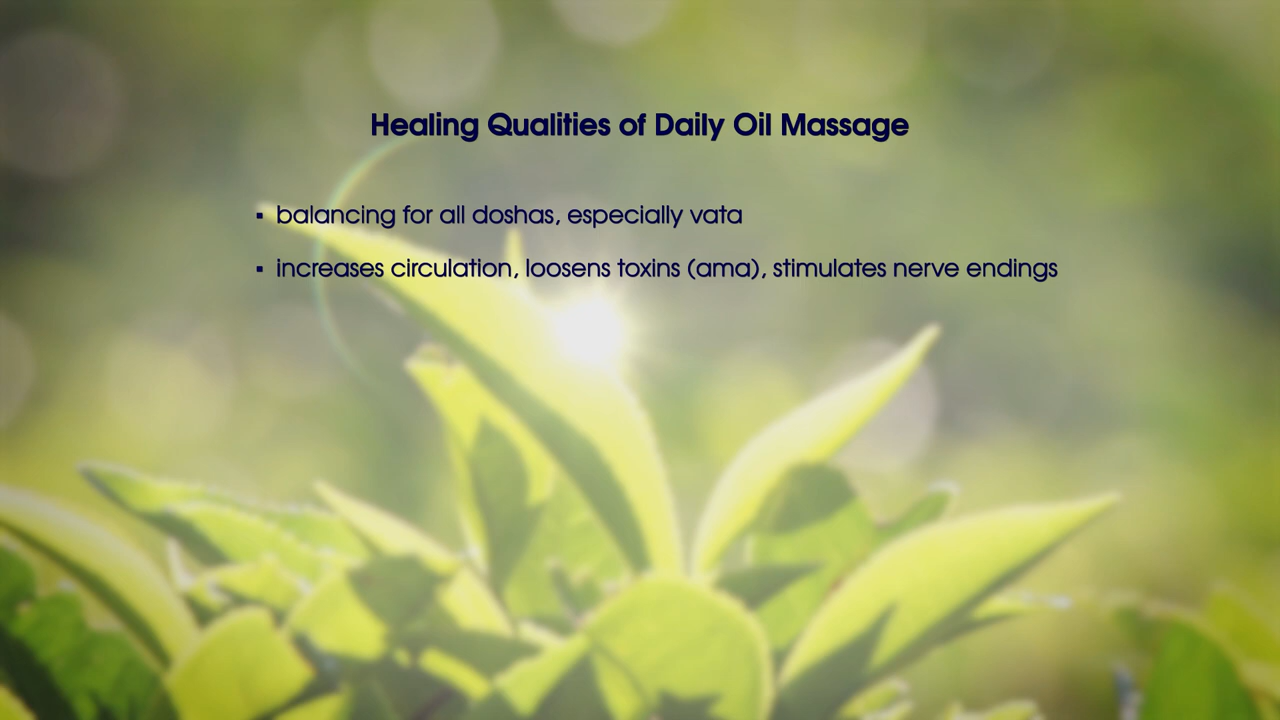 Healing Qualities of Daily Oil Massage
▪ balancing for all doshas, especially vata
▪ increases circulation, loosens toxins (ama), stimulates nerve endings